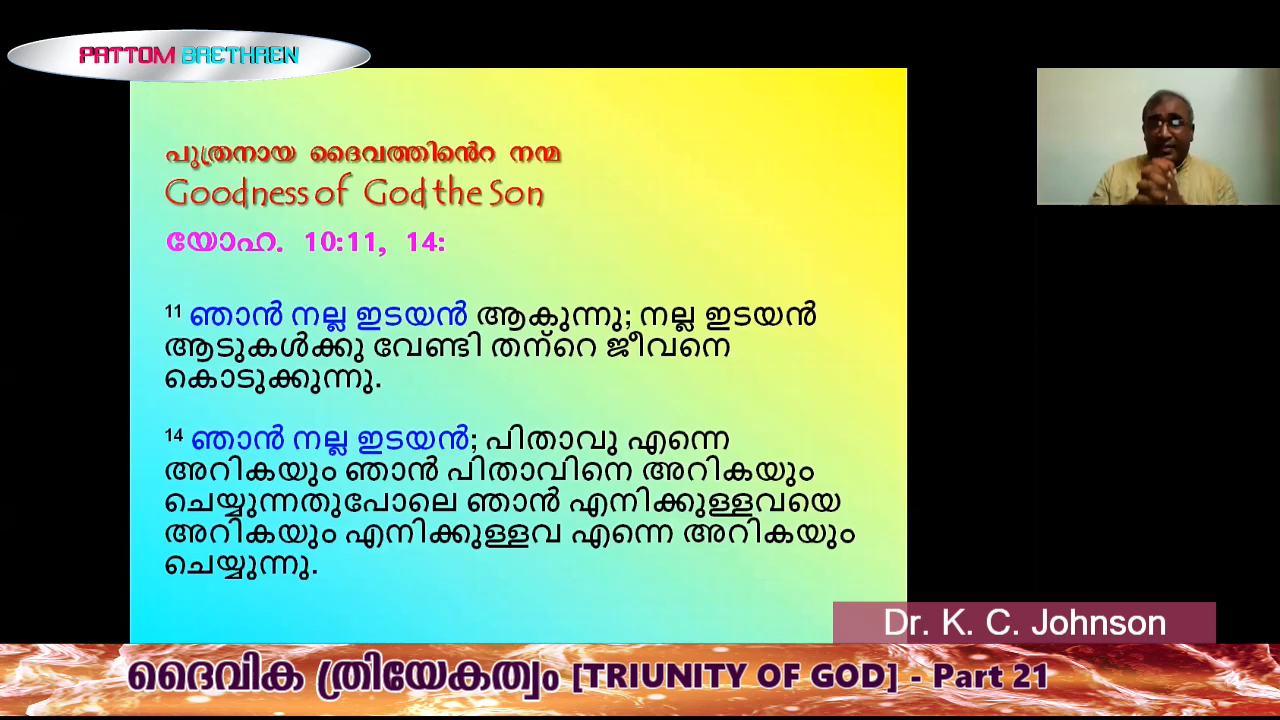 PATTOM BRETHREN
പുത്രനായ ദൈവത്തിൻെറ നന്മ
Goodness of God the Son
യോഹ. 10:11, 14:
11 ഞാൻ നല്ല ഇടയൻ ആകുന്നു; നല്ല ഇടയൻ
ആടുകൾക്കു വേണ്ടി തന്റെ ജീവനെ
കൊടുക്കുന്നു.
14 ഞാൻ നല്ല ഇടയൻ; പിതാവു എന്നെ
അറികയും ഞാൻ പിതാവിനെ അറികയും
ചെയ്യുന്നതുപോലെ ഞാൻ എനിക്കുള്ളവയെ
അറികയും എനിക്കുള്ളവ എന്നെ അറികയും
ചെയ്യുന്നു.
Dr. K. C. Johnson
ദൈവിക ത്രിയേകത്വം [TRIUNITY OF GOD] - Part 21